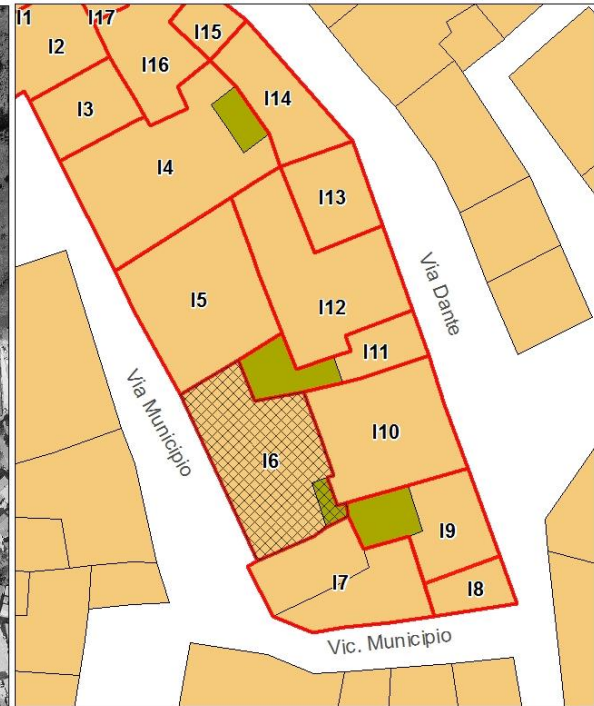 I1
I17
I15
I2
I16
I14
I3
I4
I13
I5
I12
Via Dante
I11
Via Municipio
I10
I6
I9
I7
I8
Vic. Municipio